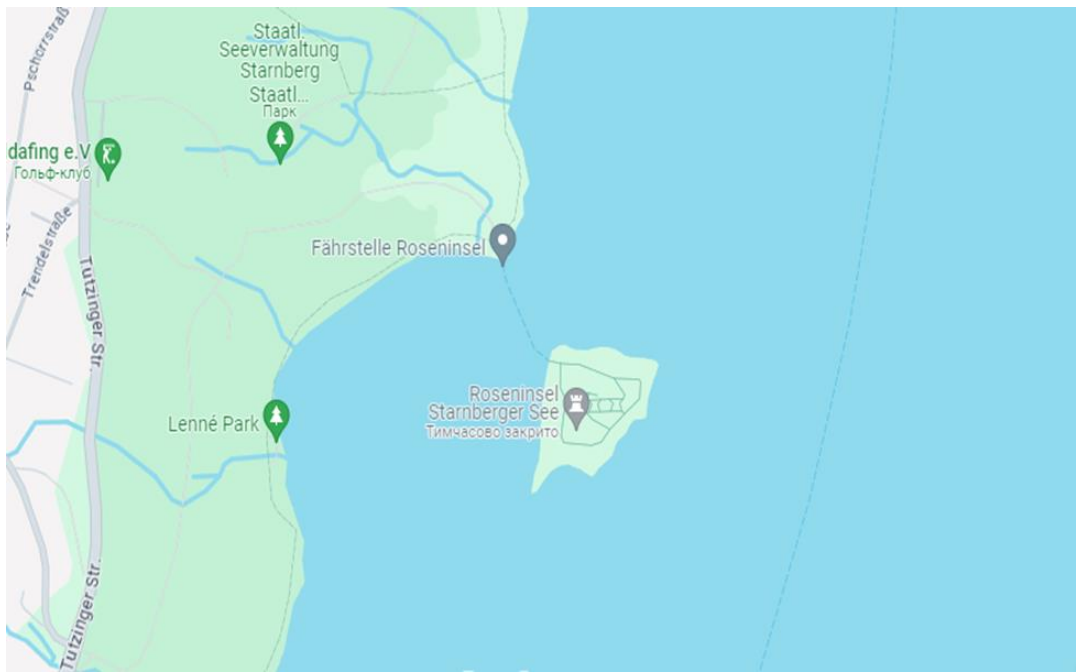 Pschorrstraß
Staatl.
Seeverwaltung
Starnberg
Staatl...
Парк
dafing e.V
Гольф-клуб
Trendelstraße
Fährstelle Roseninsel
Tutzinger Str.
Roseninsel
Starnberger See
Тимчасово закрито
Lenné Park
Tutzinger Str.